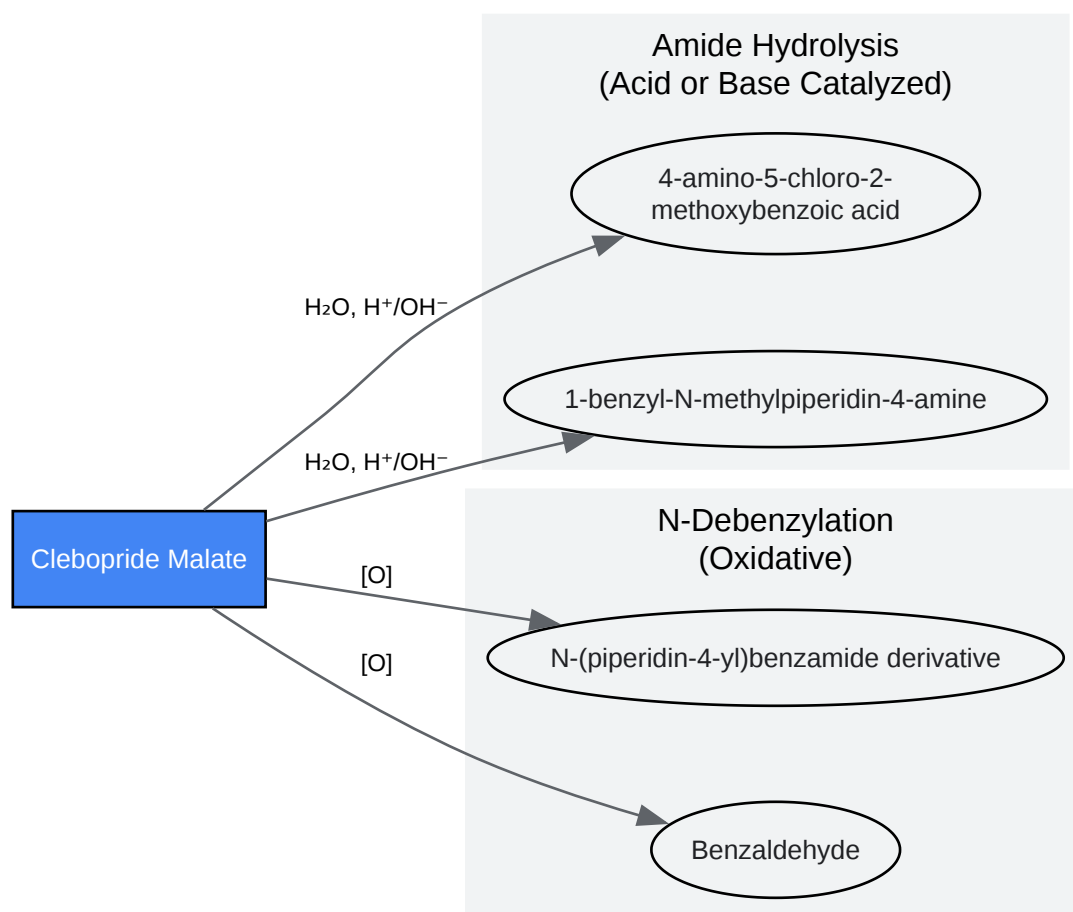 Amide Hydrolysis
(Acid or Base Catalyzed)
4-amino-5-chloro-2-
methoxybenzoic acid
H₂O, H⁺/OH⁻
1-benzyl-N-methylpiperidin-4-amine
H₂O, H⁺/OH⁻
Clebopride Malate
N-Debenzylation
(Oxidative)
[O]
N-(piperidin-4-yl)benzamide derivative
[O]
Benzaldehyde